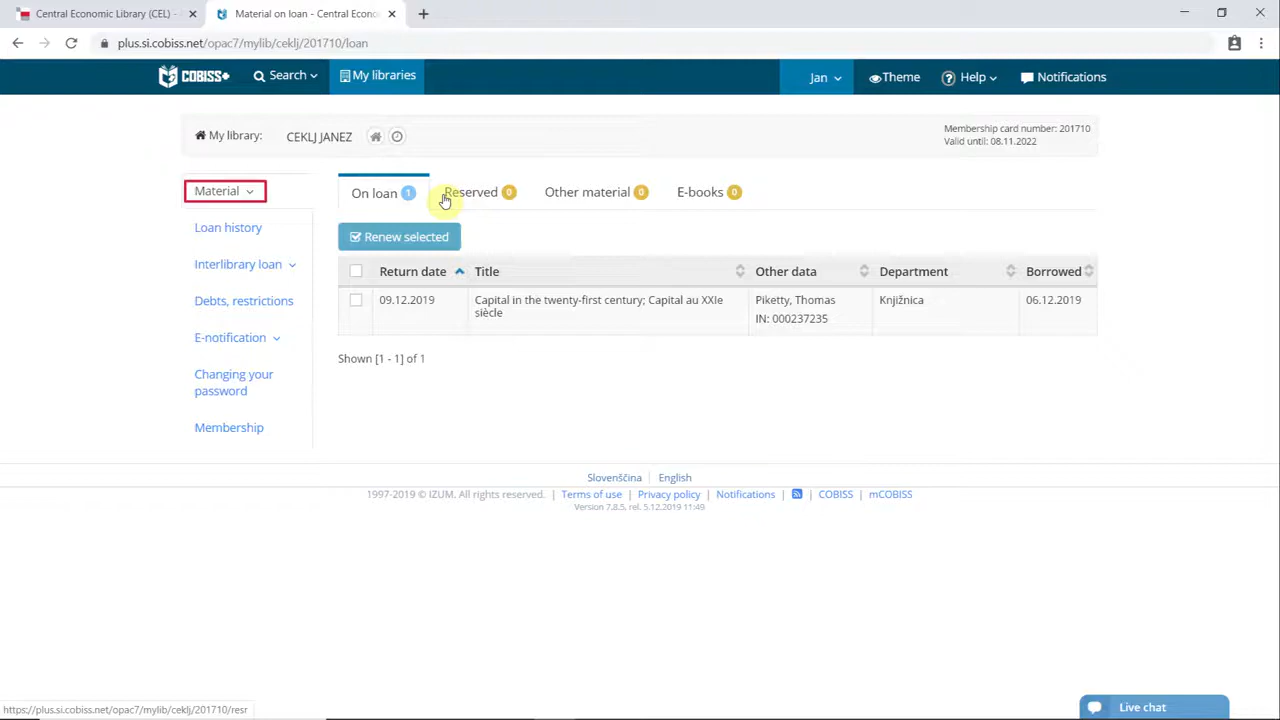 Central Economic Library (CEL) -
Material on loan - Central Econo
plus.si.cobiss.net/opac7/mylib/ceklj/201710/loan
COBISS+
Search
My libraries
Jan
Theme
Help
Notifications
My library:
CEKLJ JANEZ
Membership card number: 201710
Valid until: 08.11.2022
Material
Loan history
Interlibrary loan
Debts, restrictions
E-notification
Changing your
password
Membership
On loan 1
Reserved 0
Other material 0
E-books 0
Renew selected
Return date Title Other data Department Borrowed
09.12.2019 Capital in the twenty-first century; Capital au XXIe Piketty, Thomas Knjižnica 06.12.2019
siècle IN: 000237235
Shown [1 - 1] of 1
Slovenščina | English
1997-2019 © IZUM. All rights reserved. | Terms of use | Privacy policy | Notifications | | COBISS | mCOBISS
Version 7.8.5, rel. 5.12.2019 11:49
https://plus.si.cobiss.net/opac7/mylib/ceklj/201710/resr
Live chat